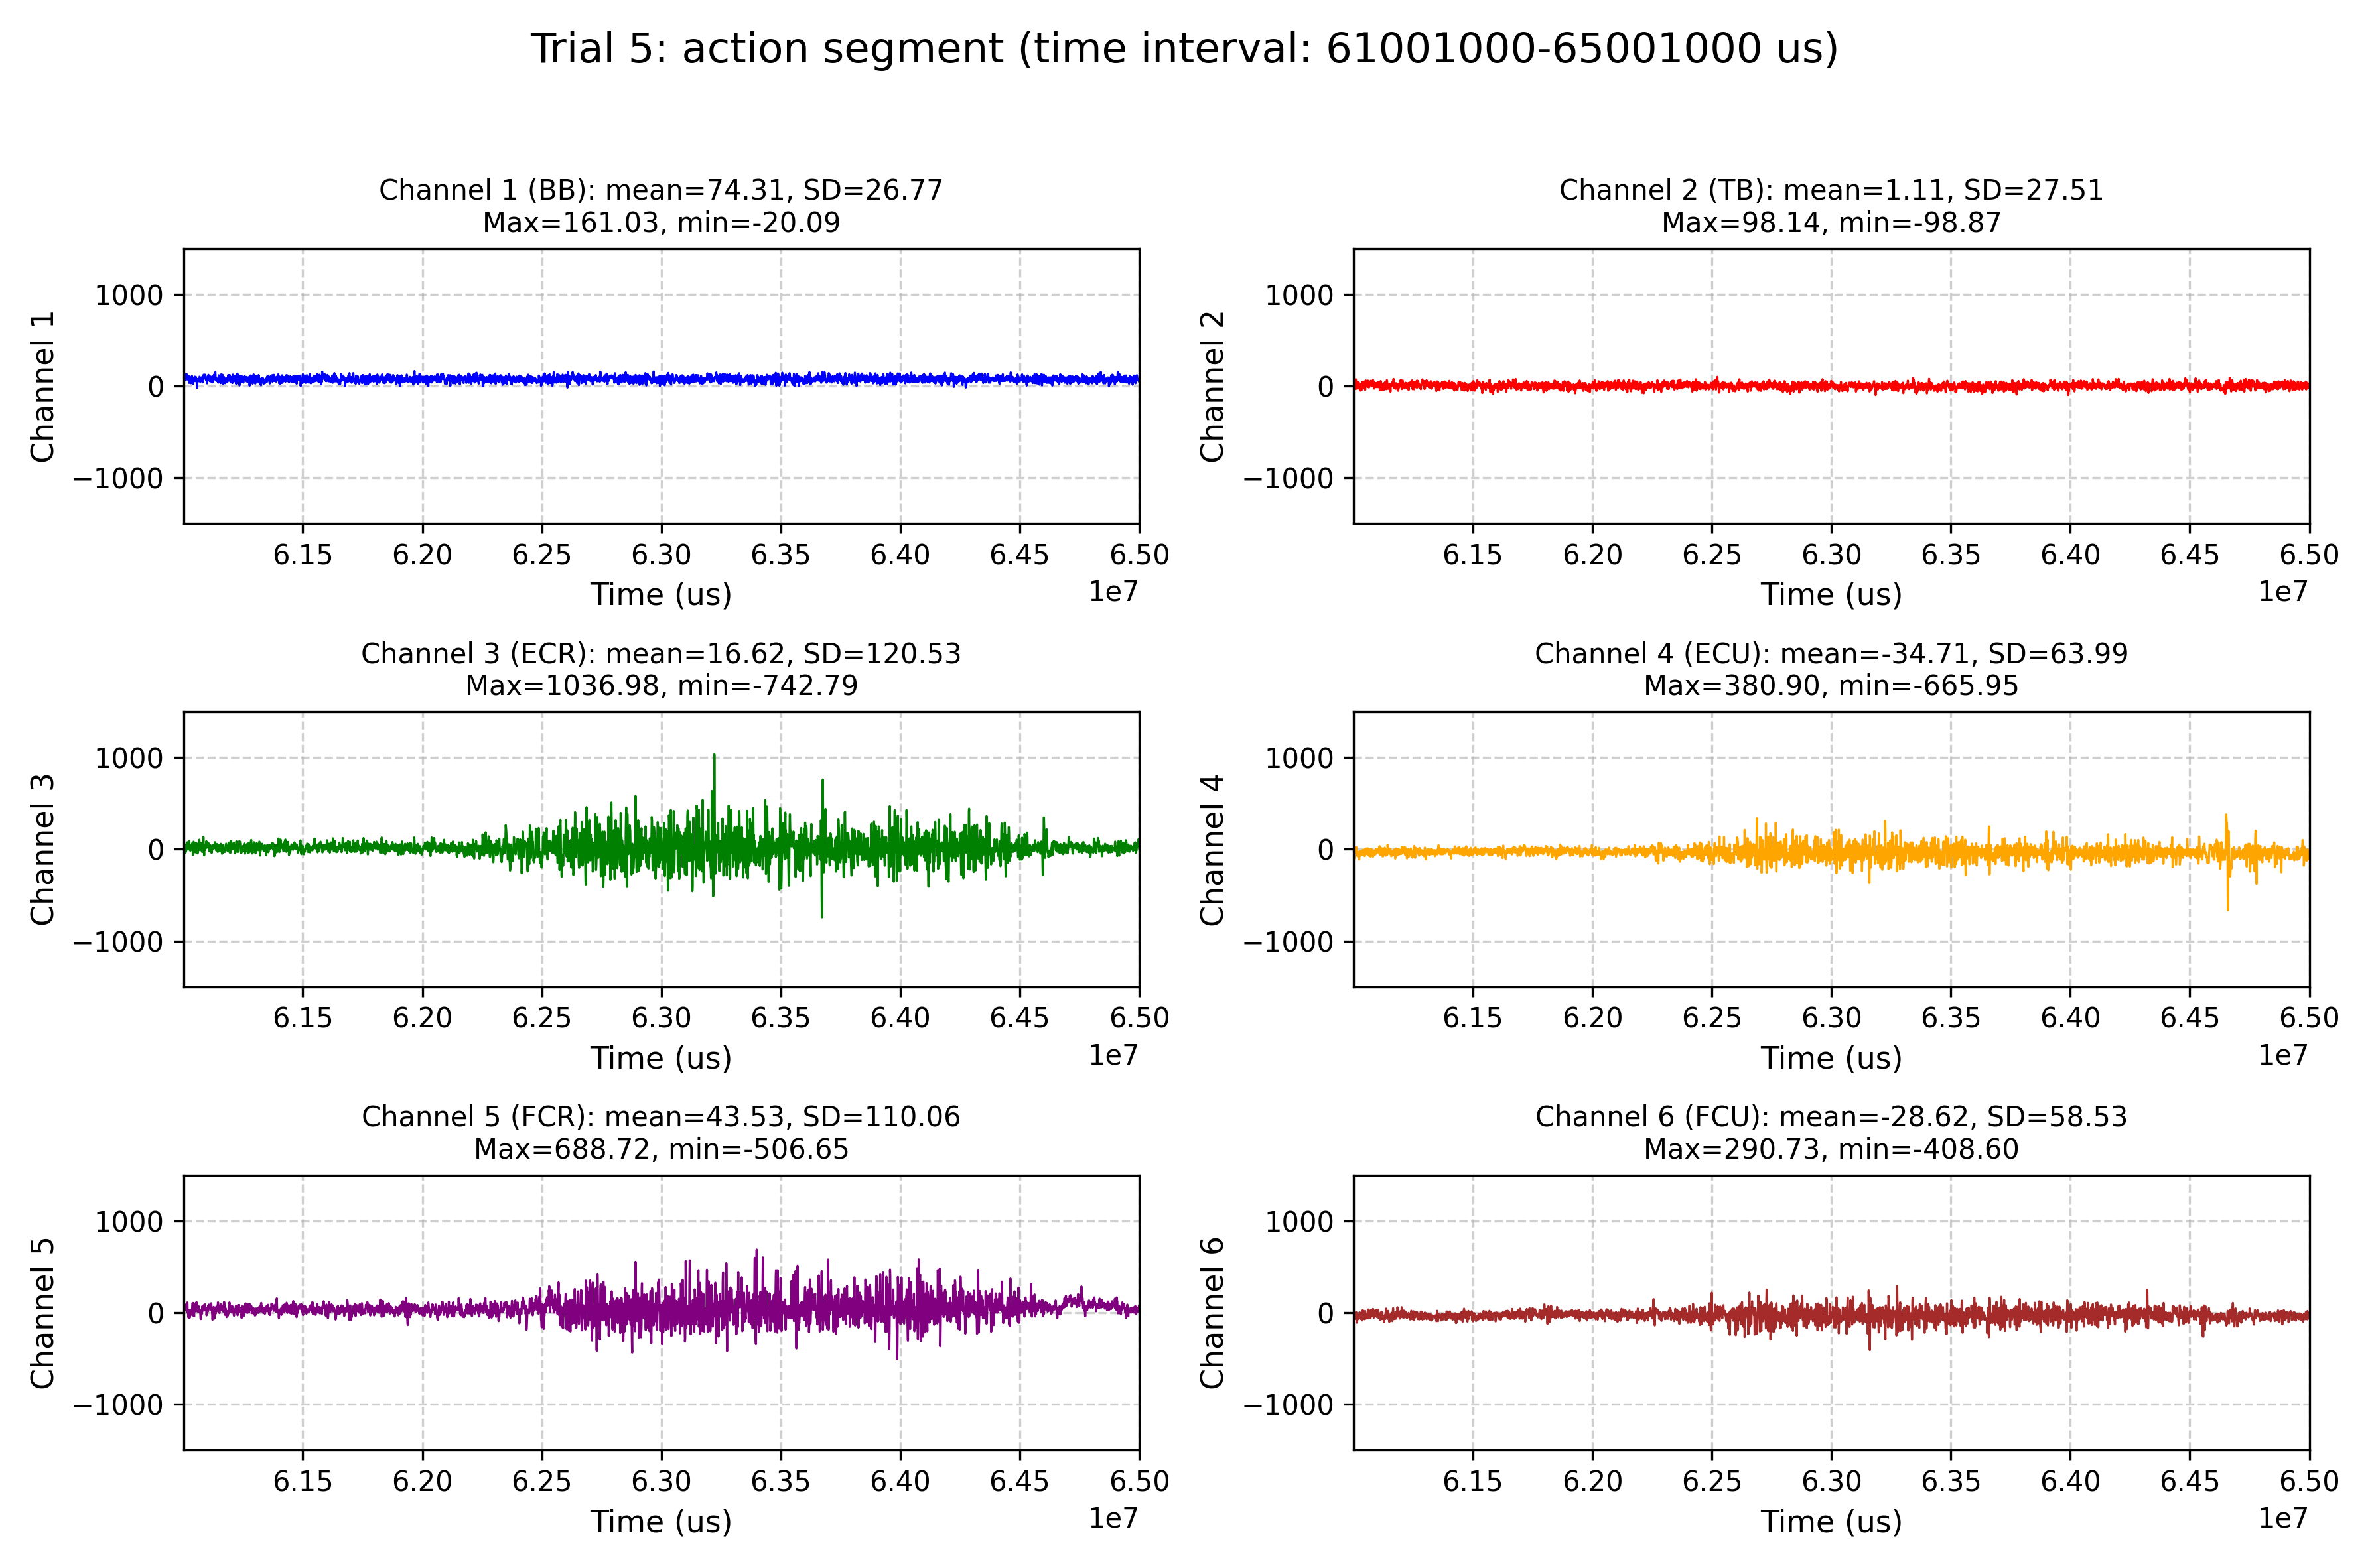 Trial 5: action segment (time interval: 61001000-65001000 us)
Channel 1 (BB): mean=74.31, SD=26.77
Max=161.03, min=-20.09
Channel 1
1000
0
−1000
6.15 6.20 6.25 6.30 6.35 6.40 6.45 6.50
Time (us)
1e7
Channel 2 (TB): mean=1.11, SD=27.51
Max=98.14, min=-98.87
Channel 2
1000
0
−1000
6.15 6.20 6.25 6.30 6.35 6.40 6.45 6.50
Time (us)
1e7
Channel 3 (ECR): mean=16.62, SD=120.53
Max=1036.98, min=-742.79
Channel 3
1000
0
−1000
6.15 6.20 6.25 6.30 6.35 6.40 6.45 6.50
Time (us)
1e7
Channel 4 (ECU): mean=-34.71, SD=63.99
Max=380.90, min=-665.95
Channel 4
1000
0
−1000
6.15 6.20 6.25 6.30 6.35 6.40 6.45 6.50
Time (us)
1e7
Channel 5 (FCR): mean=43.53, SD=110.06
Max=688.72, min=-506.65
Channel 5
1000
0
−1000
6.15 6.20 6.25 6.30 6.35 6.40 6.45 6.50
Time (us)
1e7
Channel 6 (FCU): mean=-28.62, SD=58.53
Max=290.73, min=-408.60
Channel 6
1000
0
−1000
6.15 6.20 6.25 6.30 6.35 6.40 6.45 6.50
Time (us)
1e7